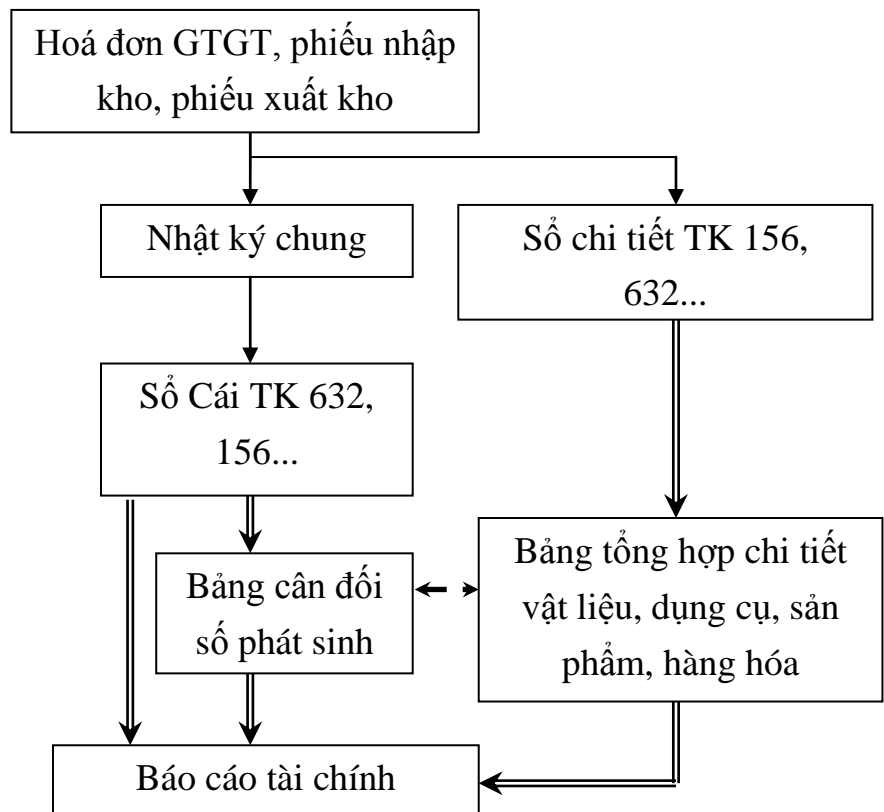 Hoá đơn GTGT, phiếu nhập
kho, phiếu xuất kho
Nhật ký chung
Sổ chi tiết TK 156,
632...
Sổ Cái TK 632,
156...
Bảng cân đối
số phát sinh
Bảng tổng hợp chi tiết
vật liệu, dụng cụ, sản
phẩm, hàng hóa
Báo cáo tài chính